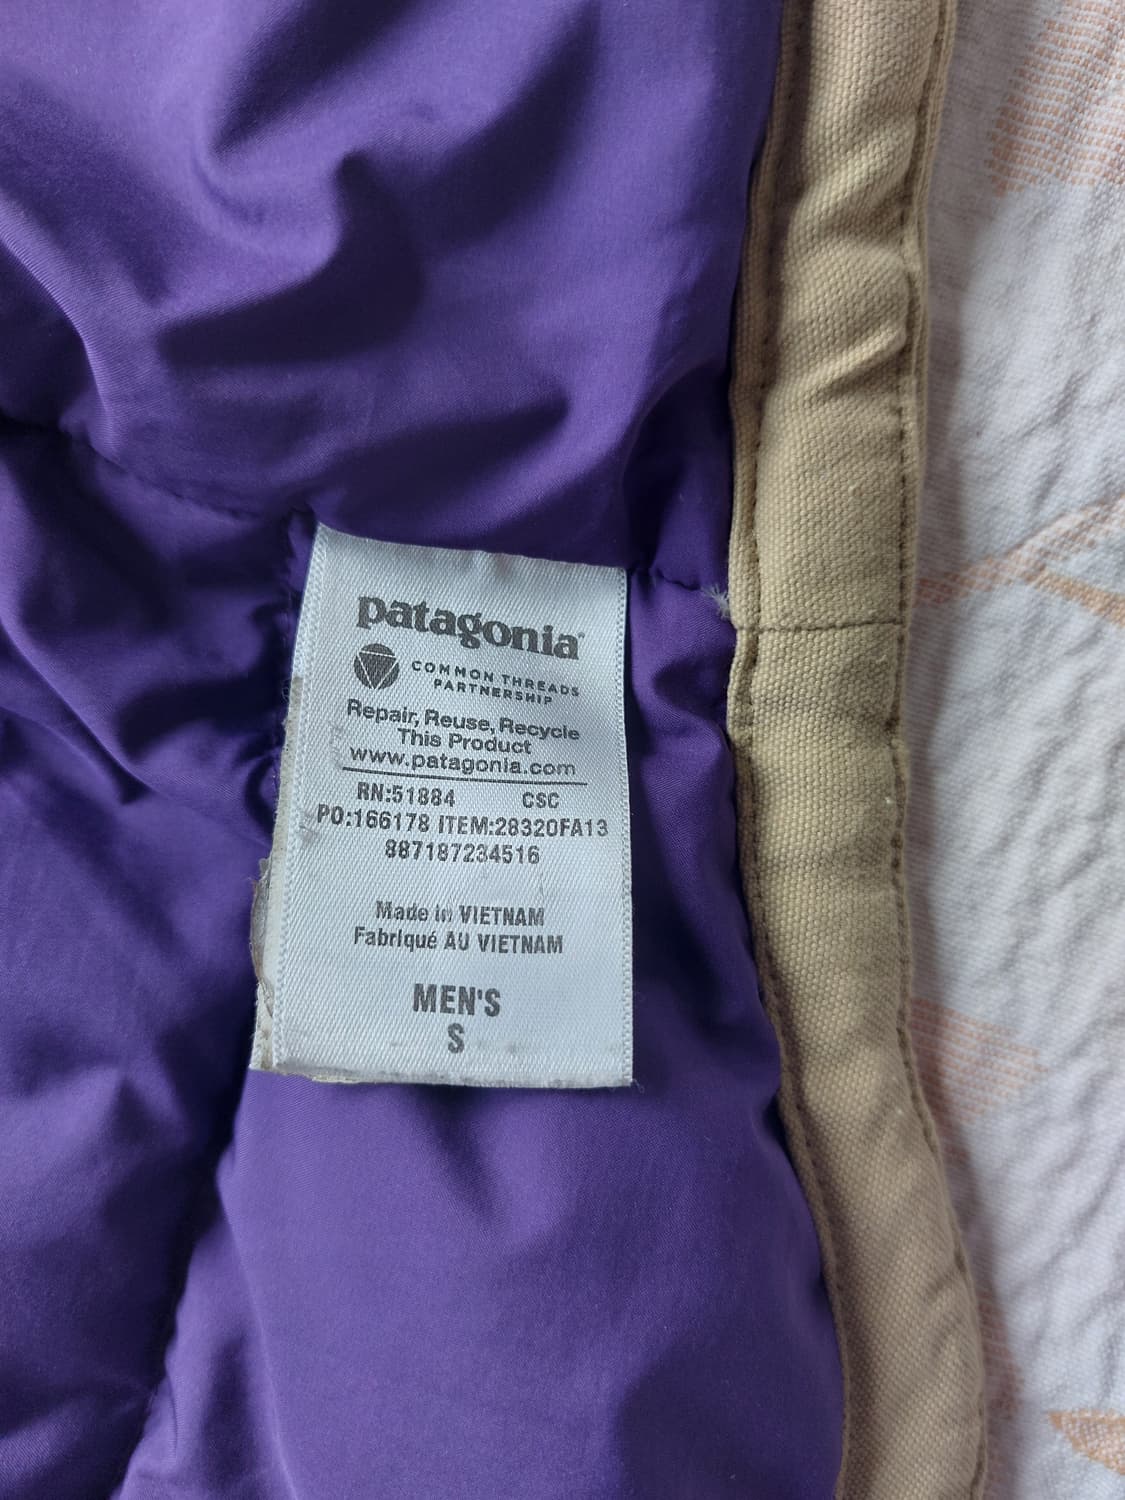 patagonia®
COMMON THREADS
PARTNERSHIP
Repair, Reuse, Recycle
This Product
www.patagonia.com
RN:51884 CSC
PO:166178 ITEM:28320FA13
887187234516
Made in VIETNAM
Fabriqué AU VIETNAM
MEN'S
S